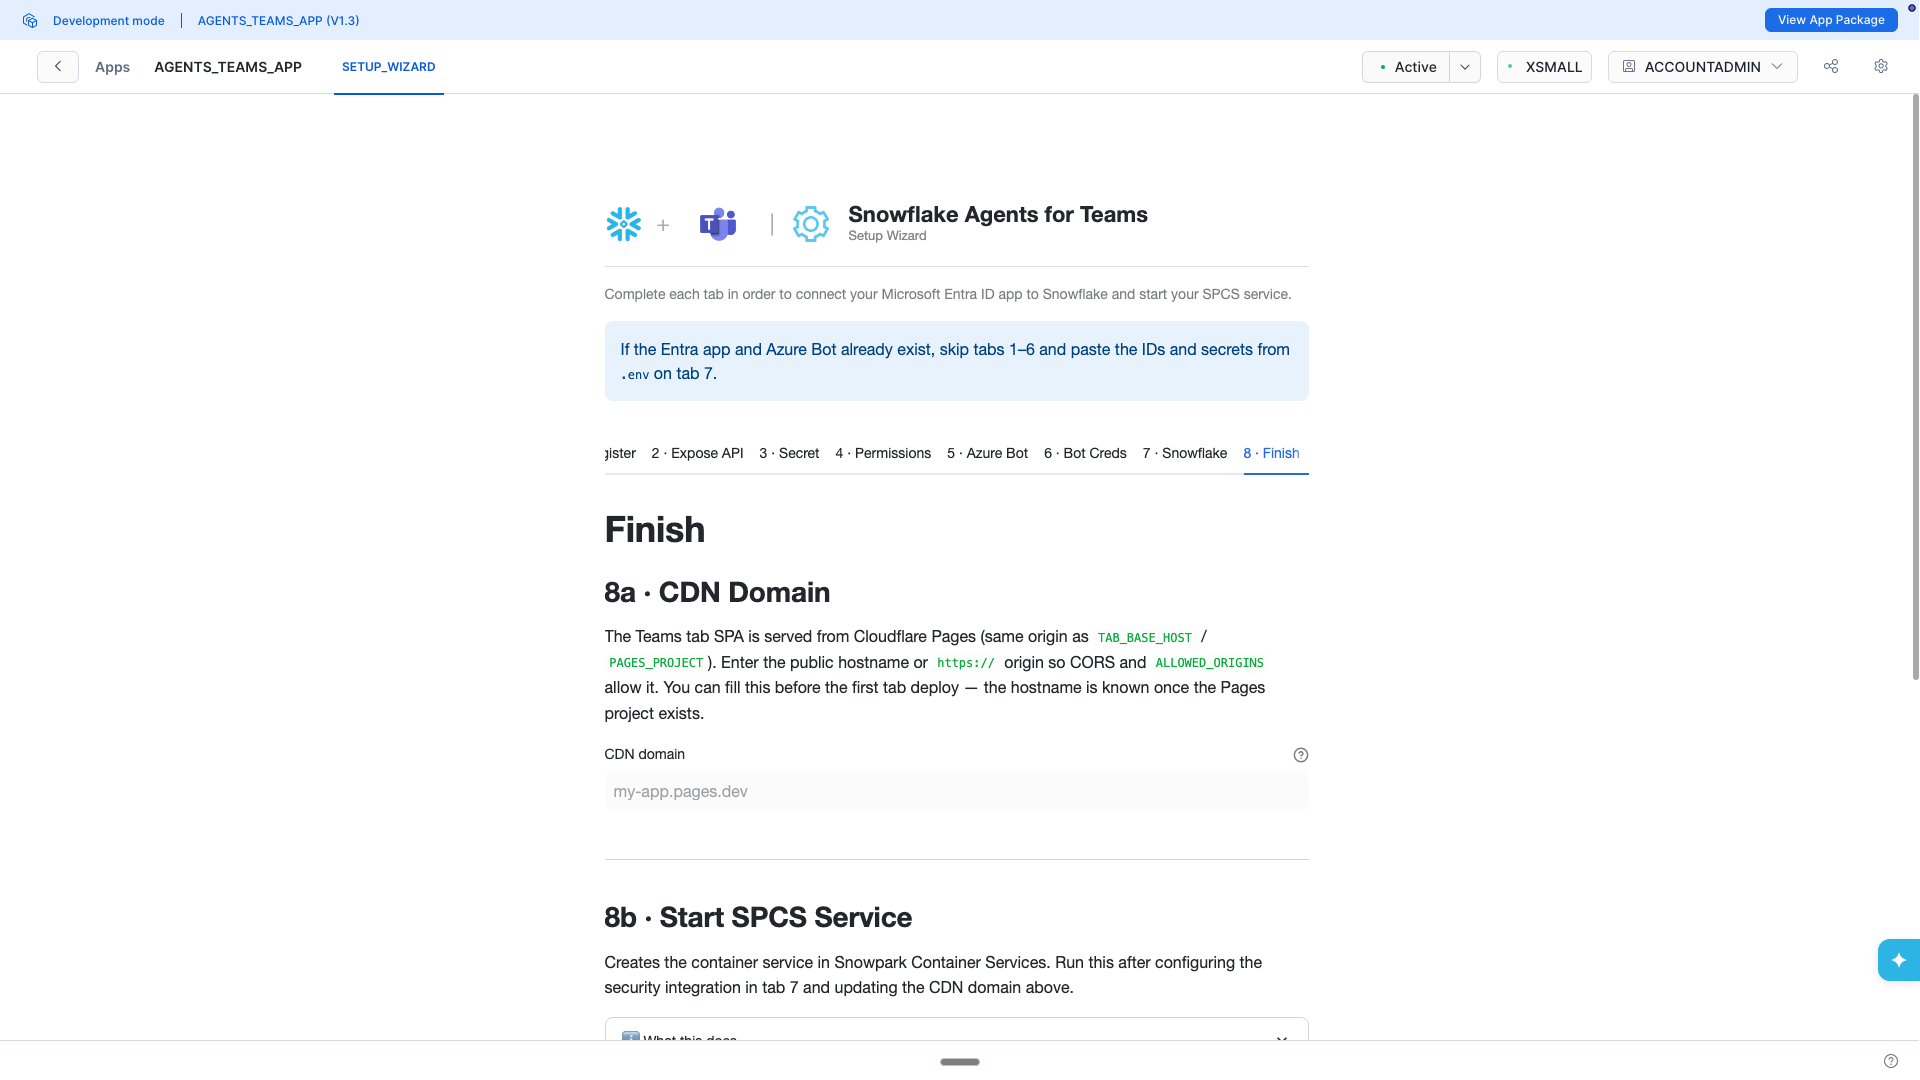 Development mode
AGENTS_TEAMS_APP (V1.3)
View App Package
Apps
AGENTS_TEAMS_APP
SETUP_WIZARD
Active
XSMALL
ACCOUNTADMIN
Snowflake Agents for Teams
Setup Wizard
Complete each tab in order to connect your Microsoft Entra ID app to Snowflake and start your SPCS service.
If the Entra app and Azure Bot already exist, skip tabs 1–6 and paste the IDs and secrets from
.env on tab 7.
gister 2 · Expose API 3 · Secret 4 · Permissions 5 · Azure Bot 6 · Bot Creds 7 · Snowflake 8 · Finish
Finish
8a · CDN Domain
The Teams tab SPA is served from Cloudflare Pages (same origin as TAB_BASE_HOST /
PAGES_PROJECT ). Enter the public hostname or https:// origin so CORS and ALLOWED_ORIGINS
allow it. You can fill this before the first tab deploy — the hostname is known once the Pages
project exists.
CDN domain
my-app.pages.dev
8b · Start SPCS Service
Creates the container service in Snowpark Container Services. Run this after configuring the
security integration in tab 7 and updating the CDN domain above.
What this does